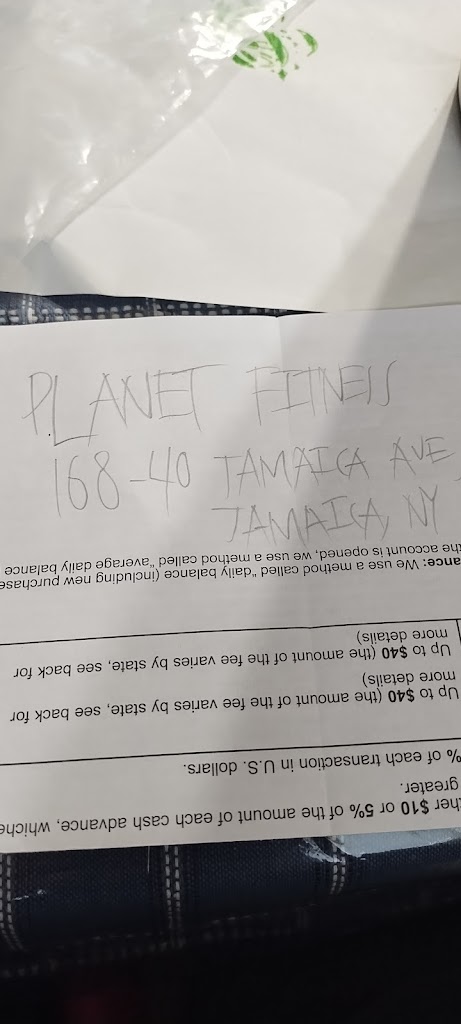 PLANET FITNESS
168-40 JAMAICA AVE
JAMAICA, NY
her $10 or 5% of the amount of each cash advance, whiche
greater.
% of each transaction in U.S. dollars.
Up to $40 (the amount of the fee varies by state, see back for
more details)
Up to $40 (the amount of the fee varies by state, see back for
more details)
ance: We use a method called "daily balance (including new purchase
the account is opened, we use a method called "average daily balance